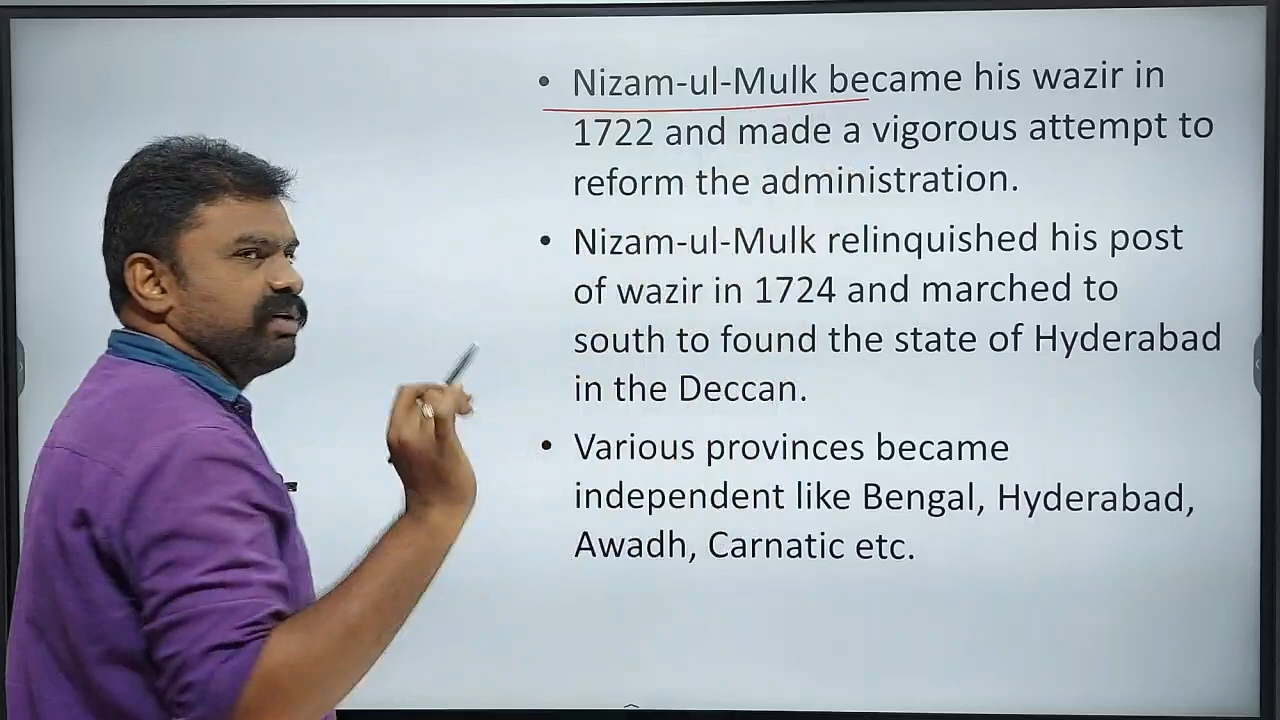 • Nizam-ul-Mulk became his wazir in
1722 and made a vigorous attempt to
reform the administration.
• Nizam-ul-Mulk relinquished his post
of wazir in 1724 and marched to
south to found the state of Hyderabad
in the Deccan.
• Various provinces became
independent like Bengal, Hyderabad,
Awadh, Carnatic etc.